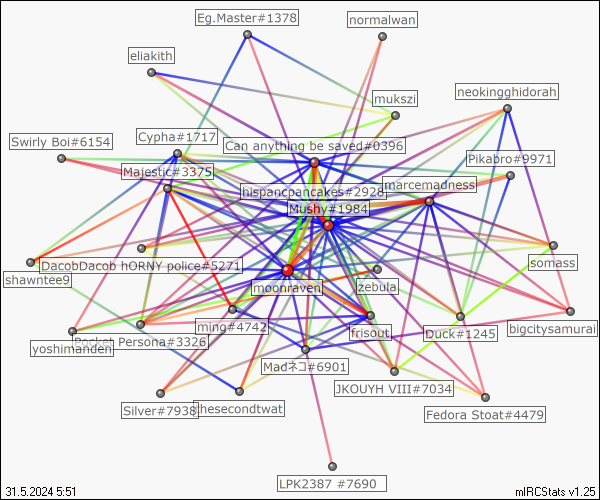 Eg.Master#1378
normalwan
eliakith
mukszi
neokingghidorah
Swirly Boi#6154
Cypha#1717
Can anything be saved#0396
Pikabro#9971
Majestic#3375
hispancpancakes#2928
marcemadness
Mushy#1984
shawntee9
DacobDacob hORNY police#5271
moonraven
zebula
somass
yoshimanden
Pocket Persona#3326
ming#4742
frisout
Duck#1245
bigcitysamurai
Madネコ#6901
JKOUYH VIII#7034
Silver#7938
thesecondtwat
Fedora Stoat#4479
LPK2387 #7690
31.5.2024 5:51
mIRCStats v1.25